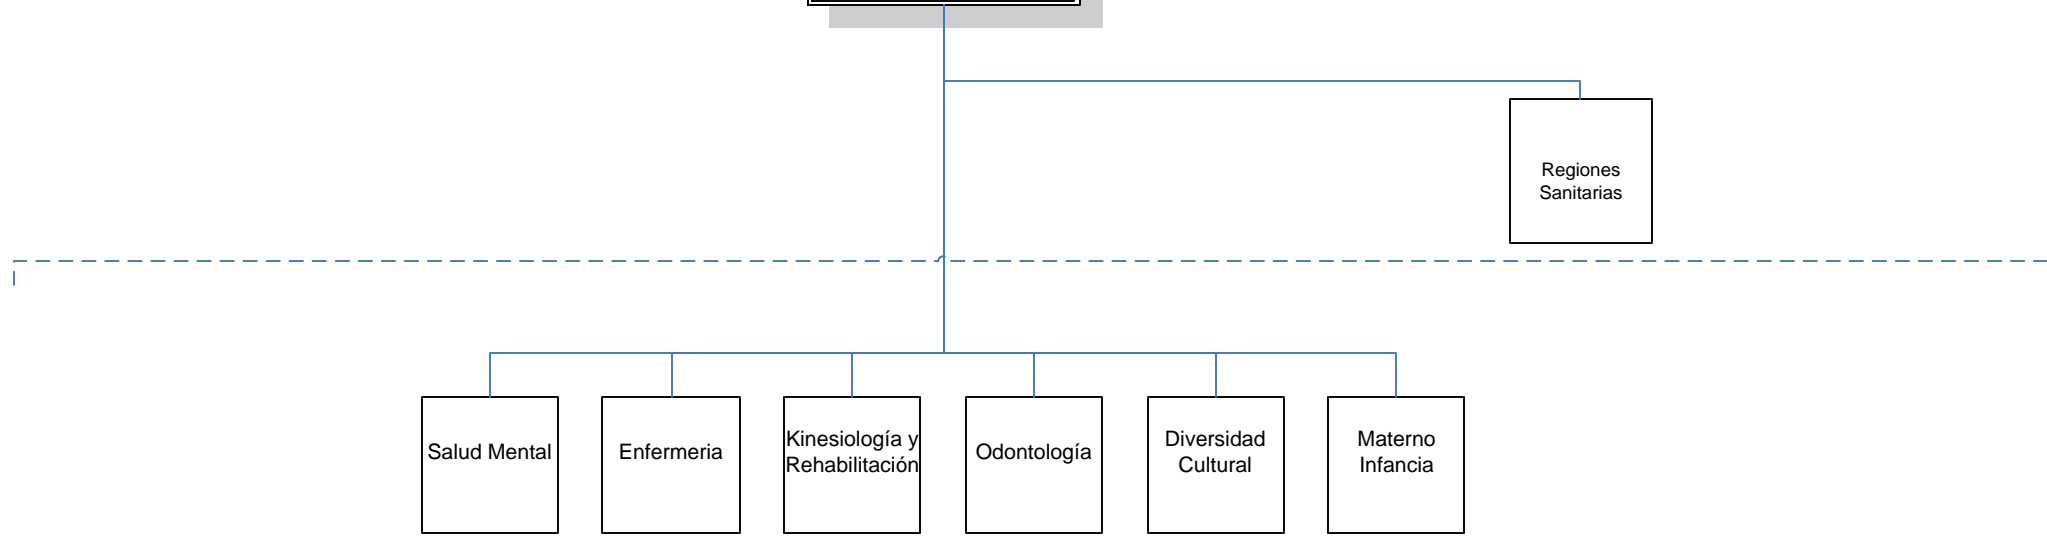 Regiones
Sanitarias
Salud Mental
Enfermeria
Kinesiología y
Rehabilitación
Odontología
Diversidad
Cultural
Materno
Infancia